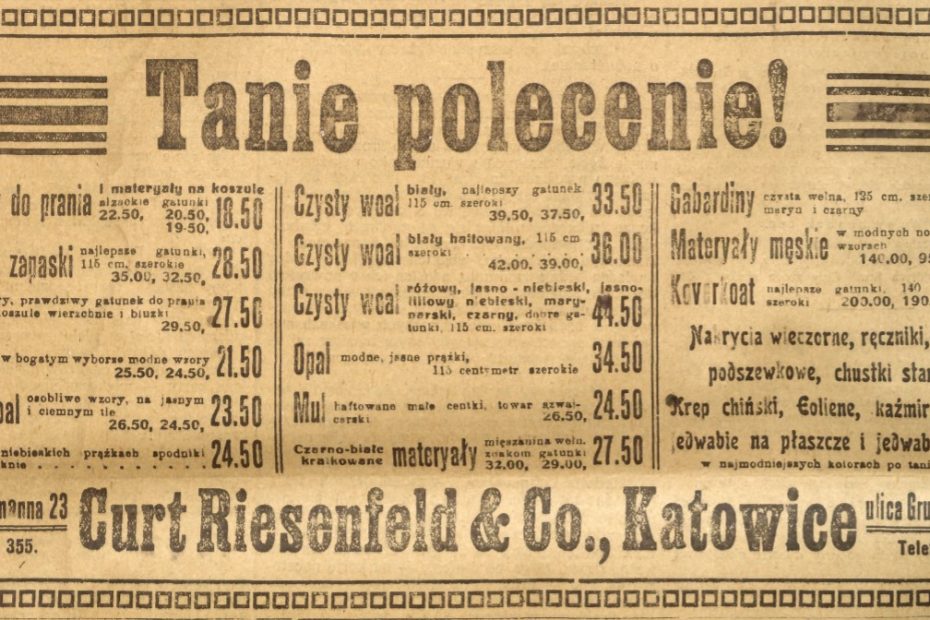 Tanie polecenie!
do prania i materyały na koszule
alzackie gatunki
22.50, 20.50,
19.50, 18.50
zapaski najlepsze gatunki,
115 cm. szerokie
35.00, 32.50, 28.50
prawdziwy gatunek do prania
koszule wierzchnie i bluzki
29.50, 27.50
w bogatym wyborze modne wzory
25.50, 24.50, 21.50
osobliwe wzory, na jasnym
i ciemnym tle
26.50, 24.50, 23.50
niebieskich prążkach spodniki
24.50
Czysty woal biały, najlepszy gatunek
115 cm. szeroki
39.50, 37.50, 33.50
Czysty woal biały haftowany, 115 cm
szeroki
42.00. 39.00, 36.00
Czysty woal różowy, jasno - niebieski, jasno-
liliowy niebieski, mary-
narski, czarny, dobre ga-
tunki, 115 cm. szeroki 44.50
Opal modne, jasne prążki,
115 centymetr szerokie 34.50
Mul haftowane małe centki, towar szwaj-
carski 26.50, 24.50
Czarno-białe
kratkowane materyały mięszanina wełn.
znakom gatunki
32.00, 29.00, 27.50
Gabardiny czysta wełna, 125 cm.
maryn i czarny
Materyały męskie w modnych
wzorach
140.00,
Koverkoat najlepsze gatunki, 140
szeroki 200.00, 190
Nakrycia wieczorne, ręczniki,
podszewkowe, chustki
Kręp chiński, Eoliene,
jedwabie na płaszcze i
w najmodniejszych kolorach po
23 Curt Riesenfeld & Co., Katowice ulica
355.